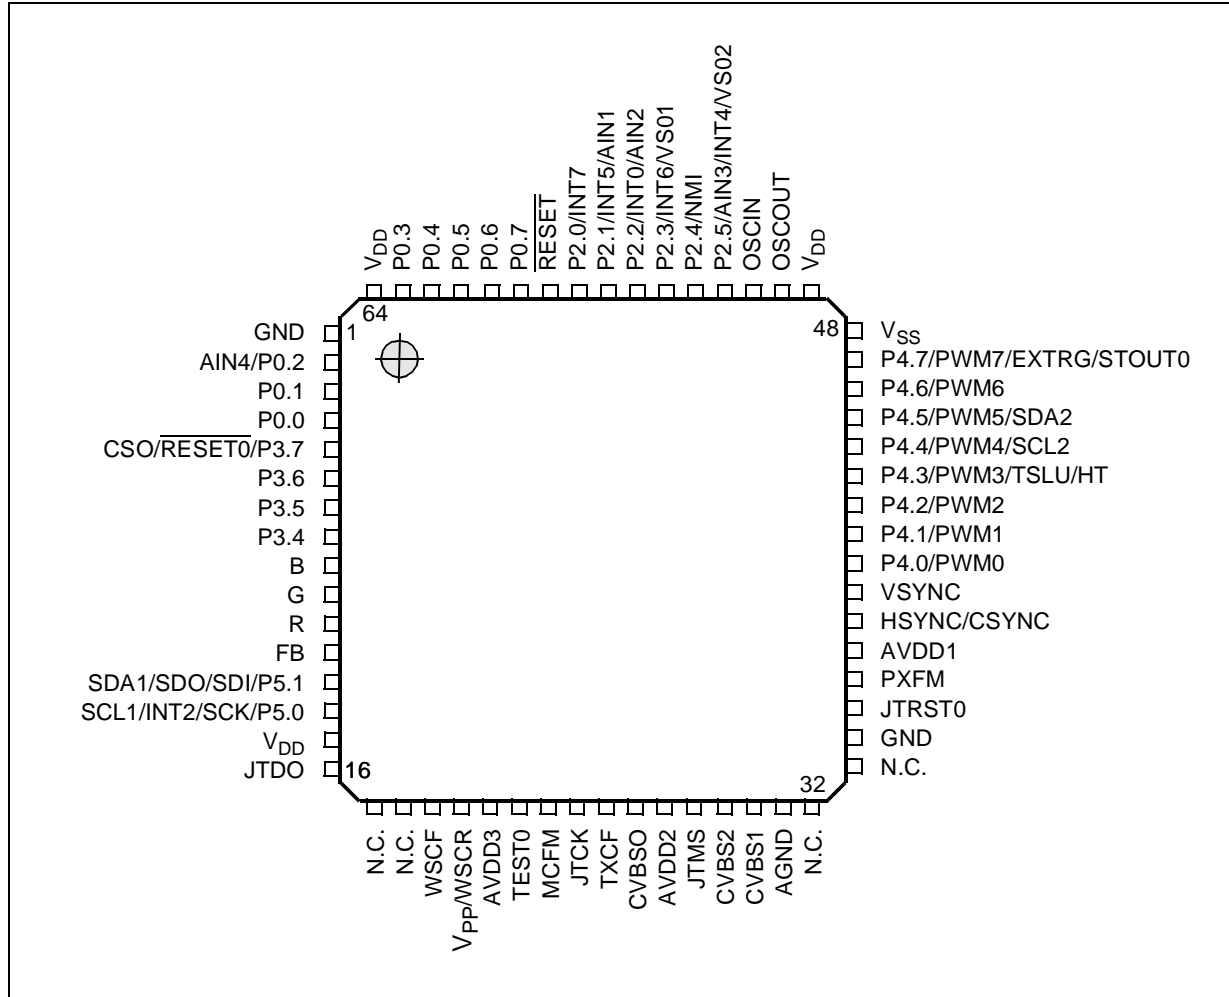 VDD
P0.3
P0.4
P0.5
P0.6
P0.7
RESET
P2.0/INT7
P2.1/INT5/AIN1
P2.2/INT0/AIN2
P2.3/INT6/VS01
P2.4/NMI
P2.5/AIN3/INT4/VS02
OSCIN
OSCOUT
VDD
64
1
48
GND
AIN4/P0.2
P0.1
P0.0
CSO/RESET0/P3.7
P3.6
P3.5
P3.4
B
G
R
FB
SDA1/SDO/SDI/P5.1
SCL1/INT2/SCK/P5.0
VDD
JTDO
VSS
P4.7/PWM7/EXTRG/STOUT0
P4.6/PWM6
P4.5/PWM5/SDA2
P4.4/PWM4/SCL2
P4.3/PWM3/TSLU/HT
P4.2/PWM2
P4.1/PWM1
P4.0/PWM0
VSYNC
HSYNC/CSYNC
AVDD1
PXFM
JTRST0
GND
N.C.
16
32
N.C.
N.C.
WSCF
VPP/WSCR
AVDD3
TEST0
MCFM
JTCK
TXCF
CVBSO
AVDD2
JTMS
CVBS2
CVBS1
AGND
N.C.